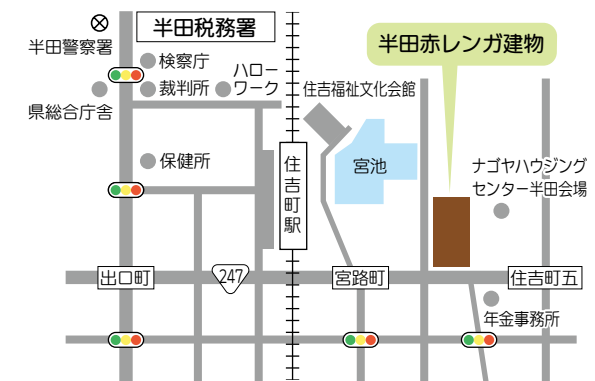 半田税務署
半田警察署
検察庁
ハロー
ワーク
裁判所
県総合庁舎
半田赤レンガ建物
住吉福祉文化会館
保健所
住吉町駅
宮池
ナゴヤハウジング
センター半田会場
出口町
247
宮路町
住吉町五
年金事務所